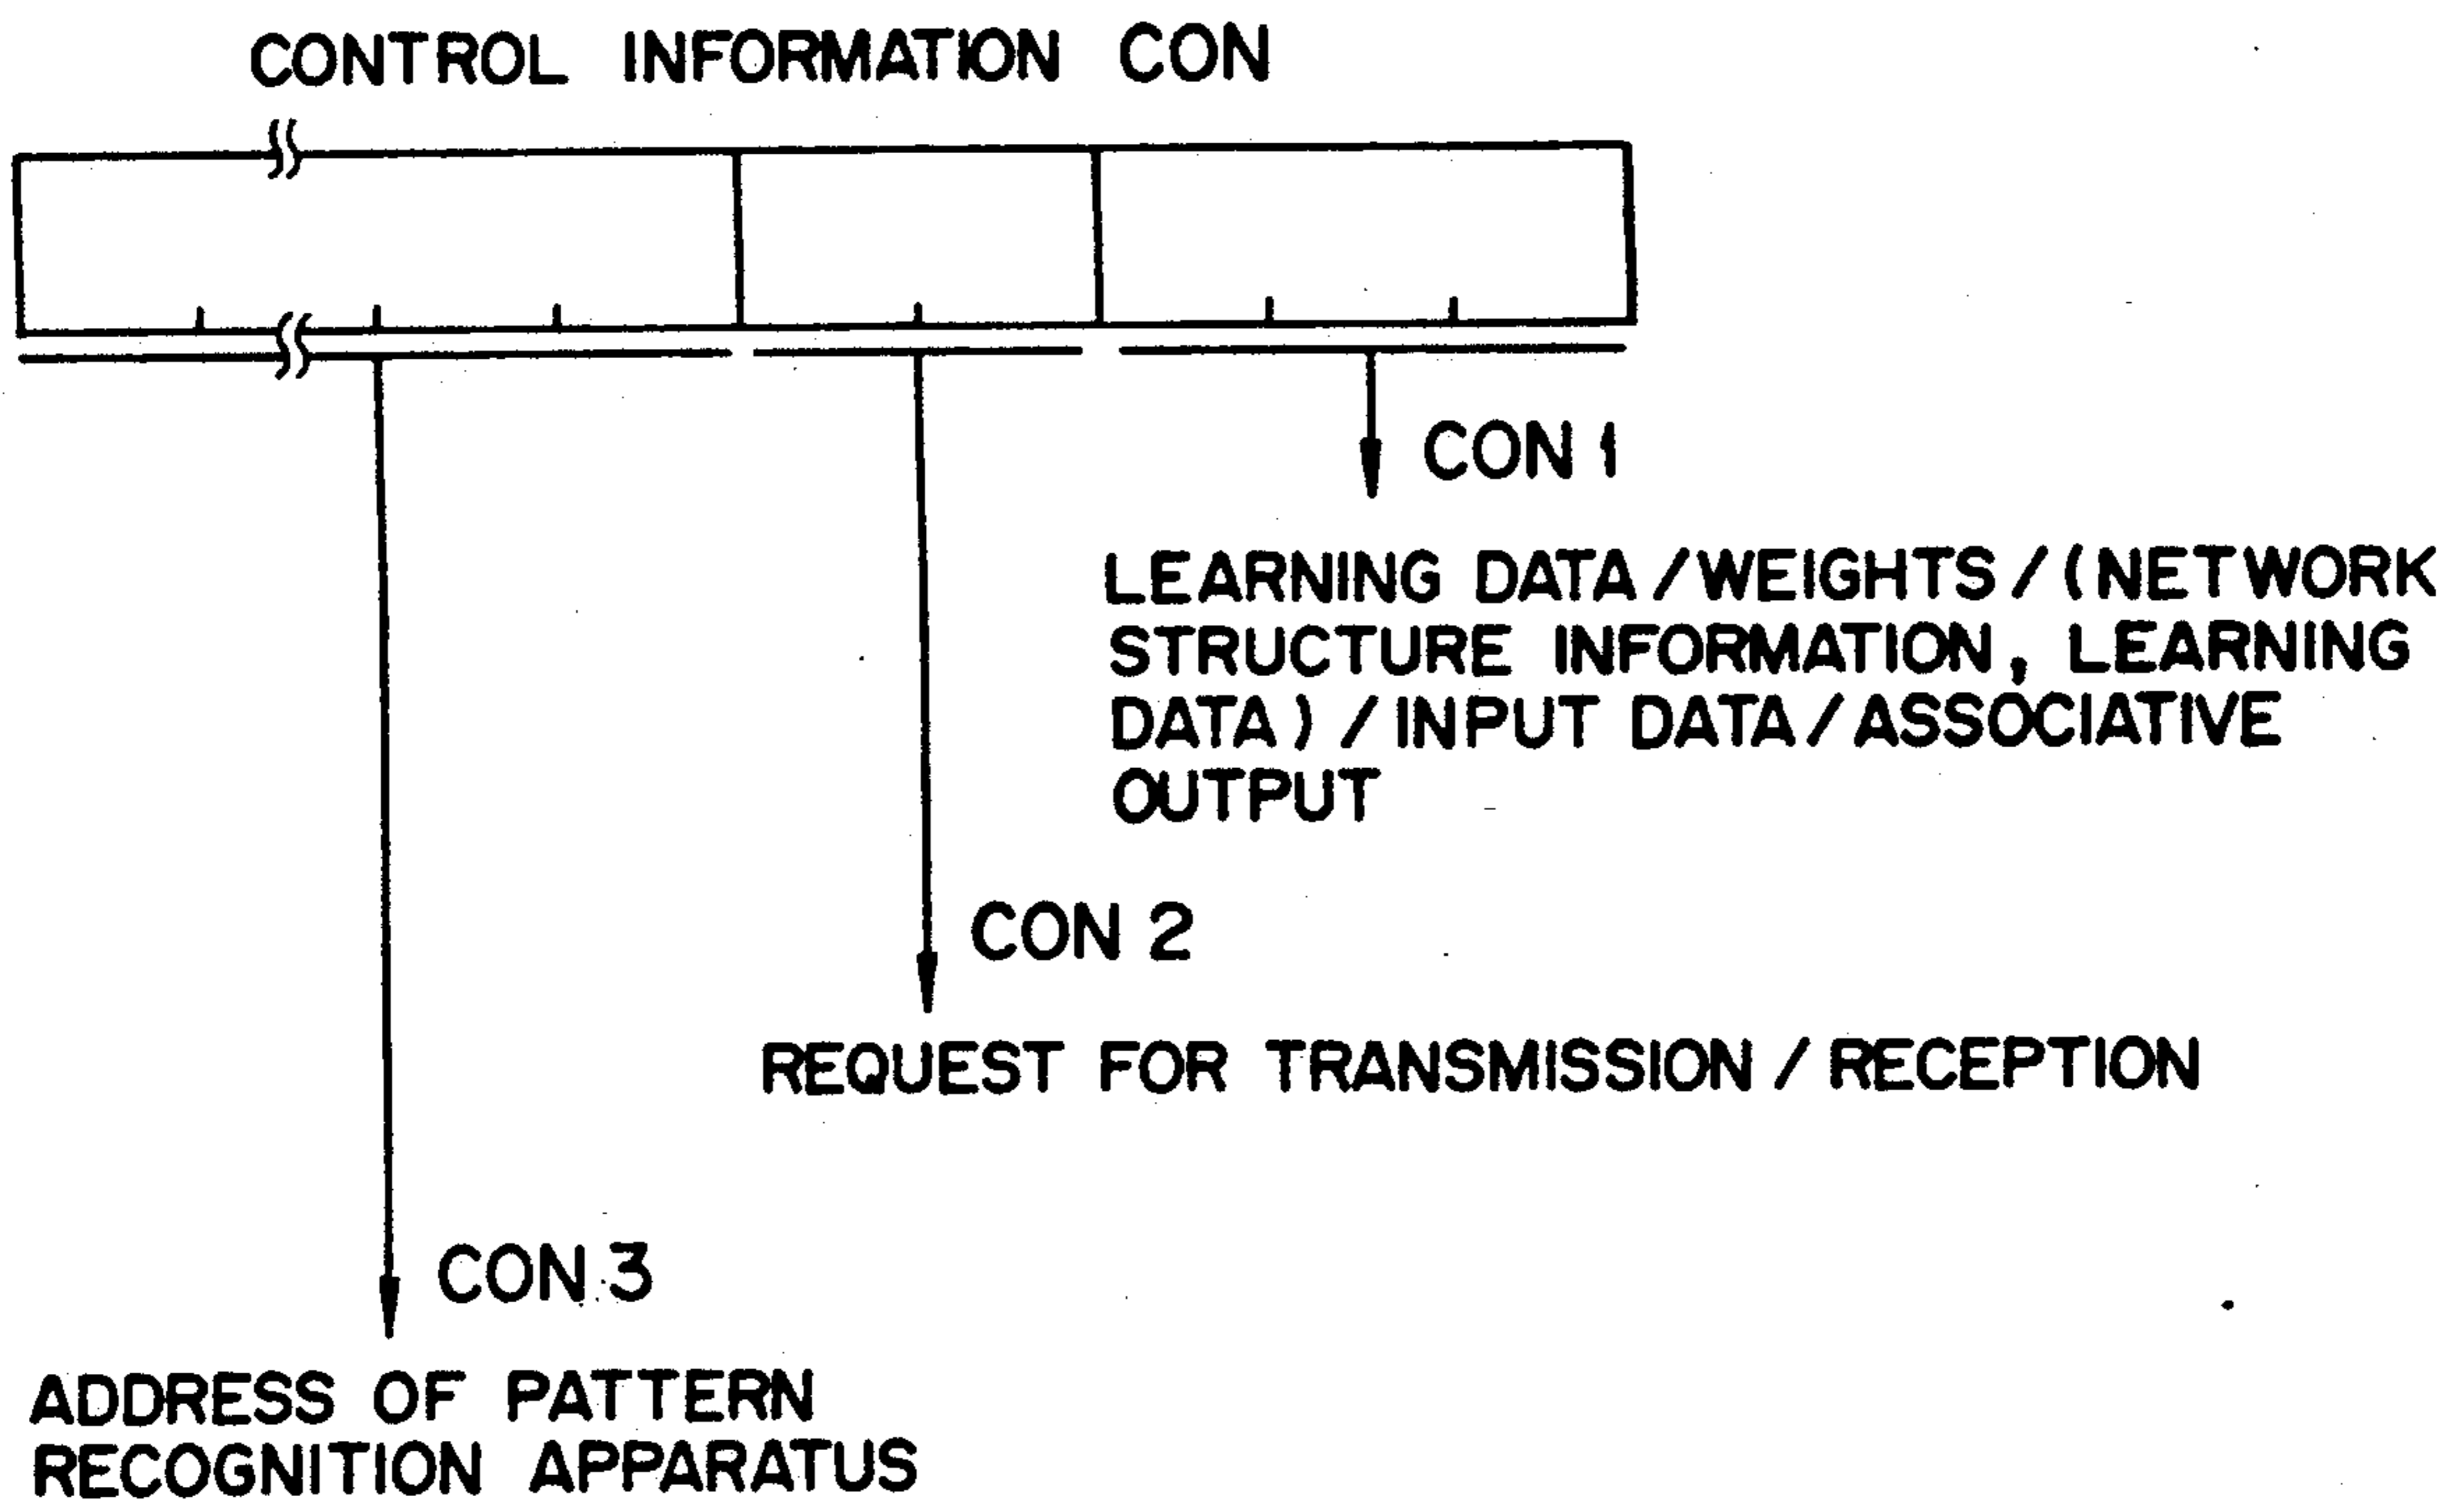 CONTROL INFORMATION CON
CON 1
LEARNING DATA/WEIGHTS/(NETWORK
STRUCTURE INFORMATION, LEARNING
DATA)/INPUT DATA/ASSOCIATIVE
OUTPUT
CON 2
REQUEST FOR TRANSMISSION/RECEPTION
CON 3
ADDRESS OF PATTERN
RECOGNITION APPARATUS